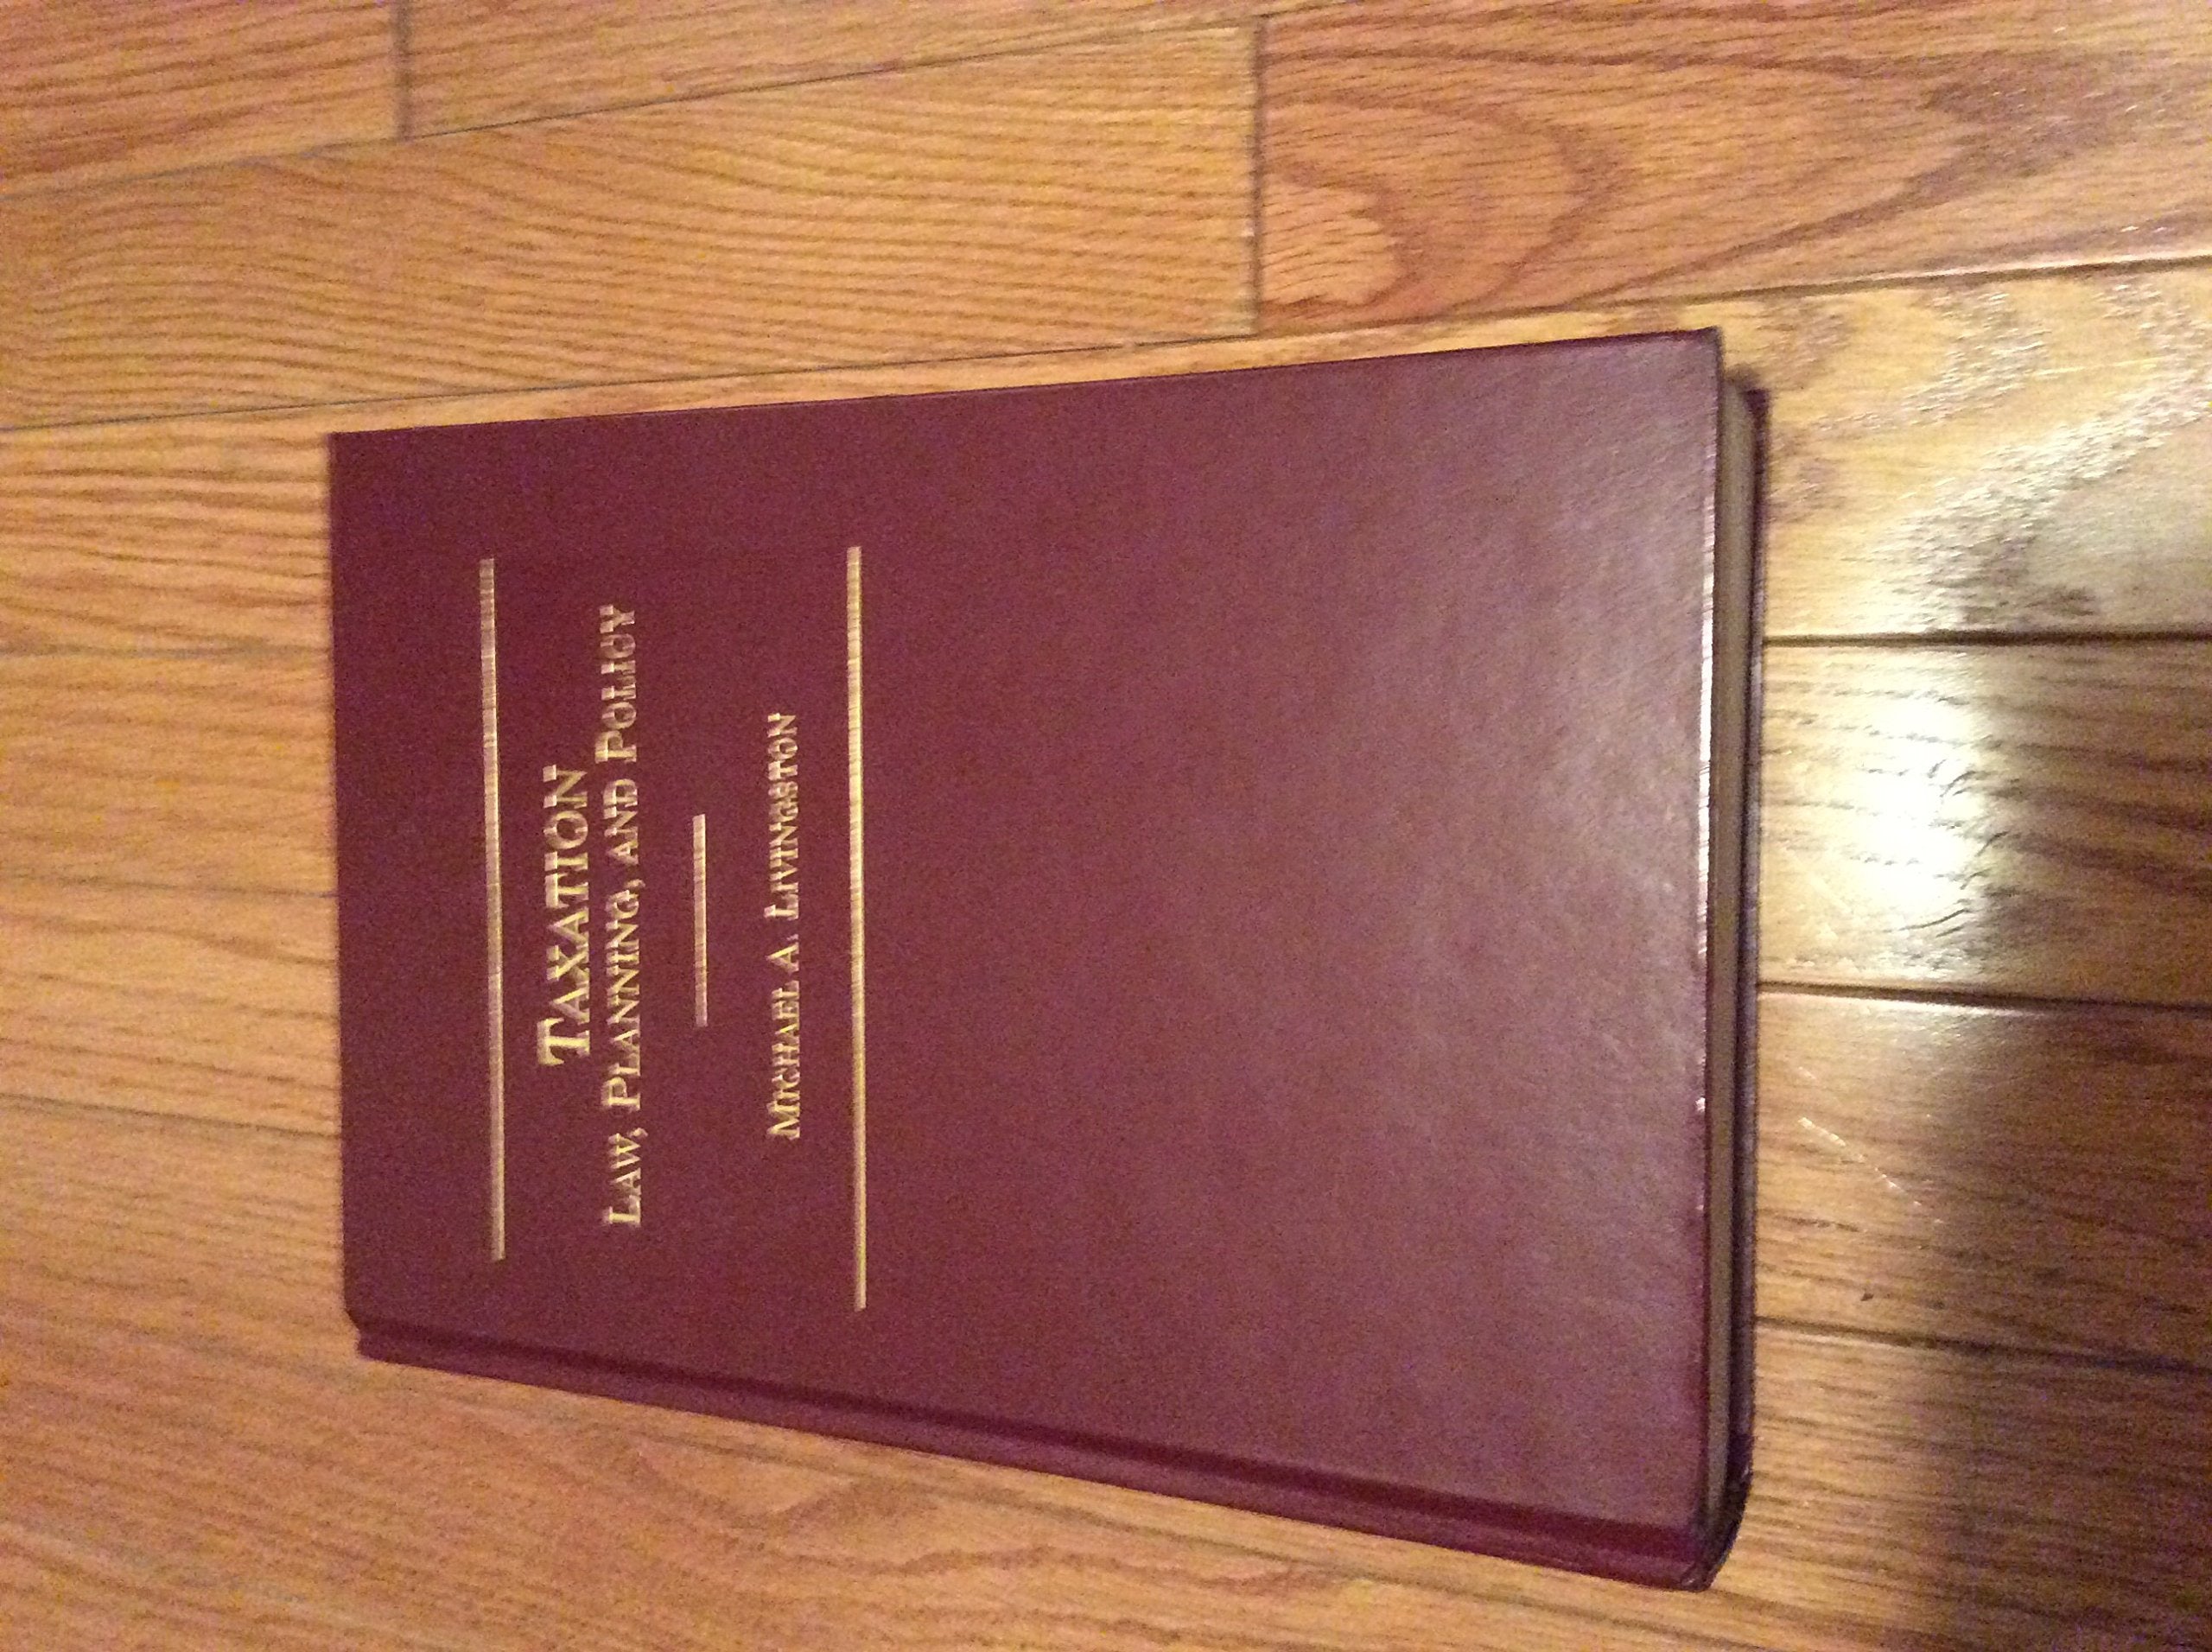 TAXATION
LAW, PLANNING, AND POLICY
MICHAEL A. LIVINGSTON